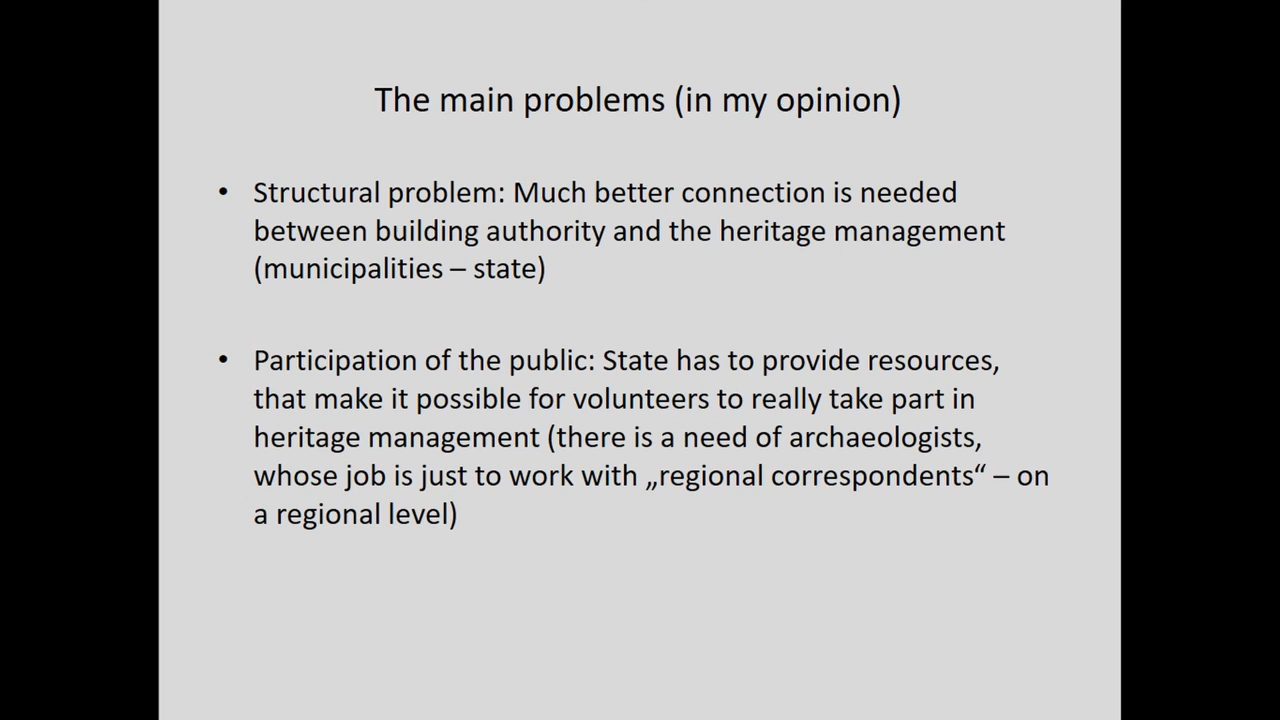 The main problems (in my opinion)
• Structural problem: Much better connection is needed
between building authority and the heritage management
(municipalities – state)
• Participation of the public: State has to provide resources,
that make it possible for volunteers to really take part in
heritage management (there is a need of archaeologists,
whose job is just to work with „regional correspondents“ – on
a regional level)